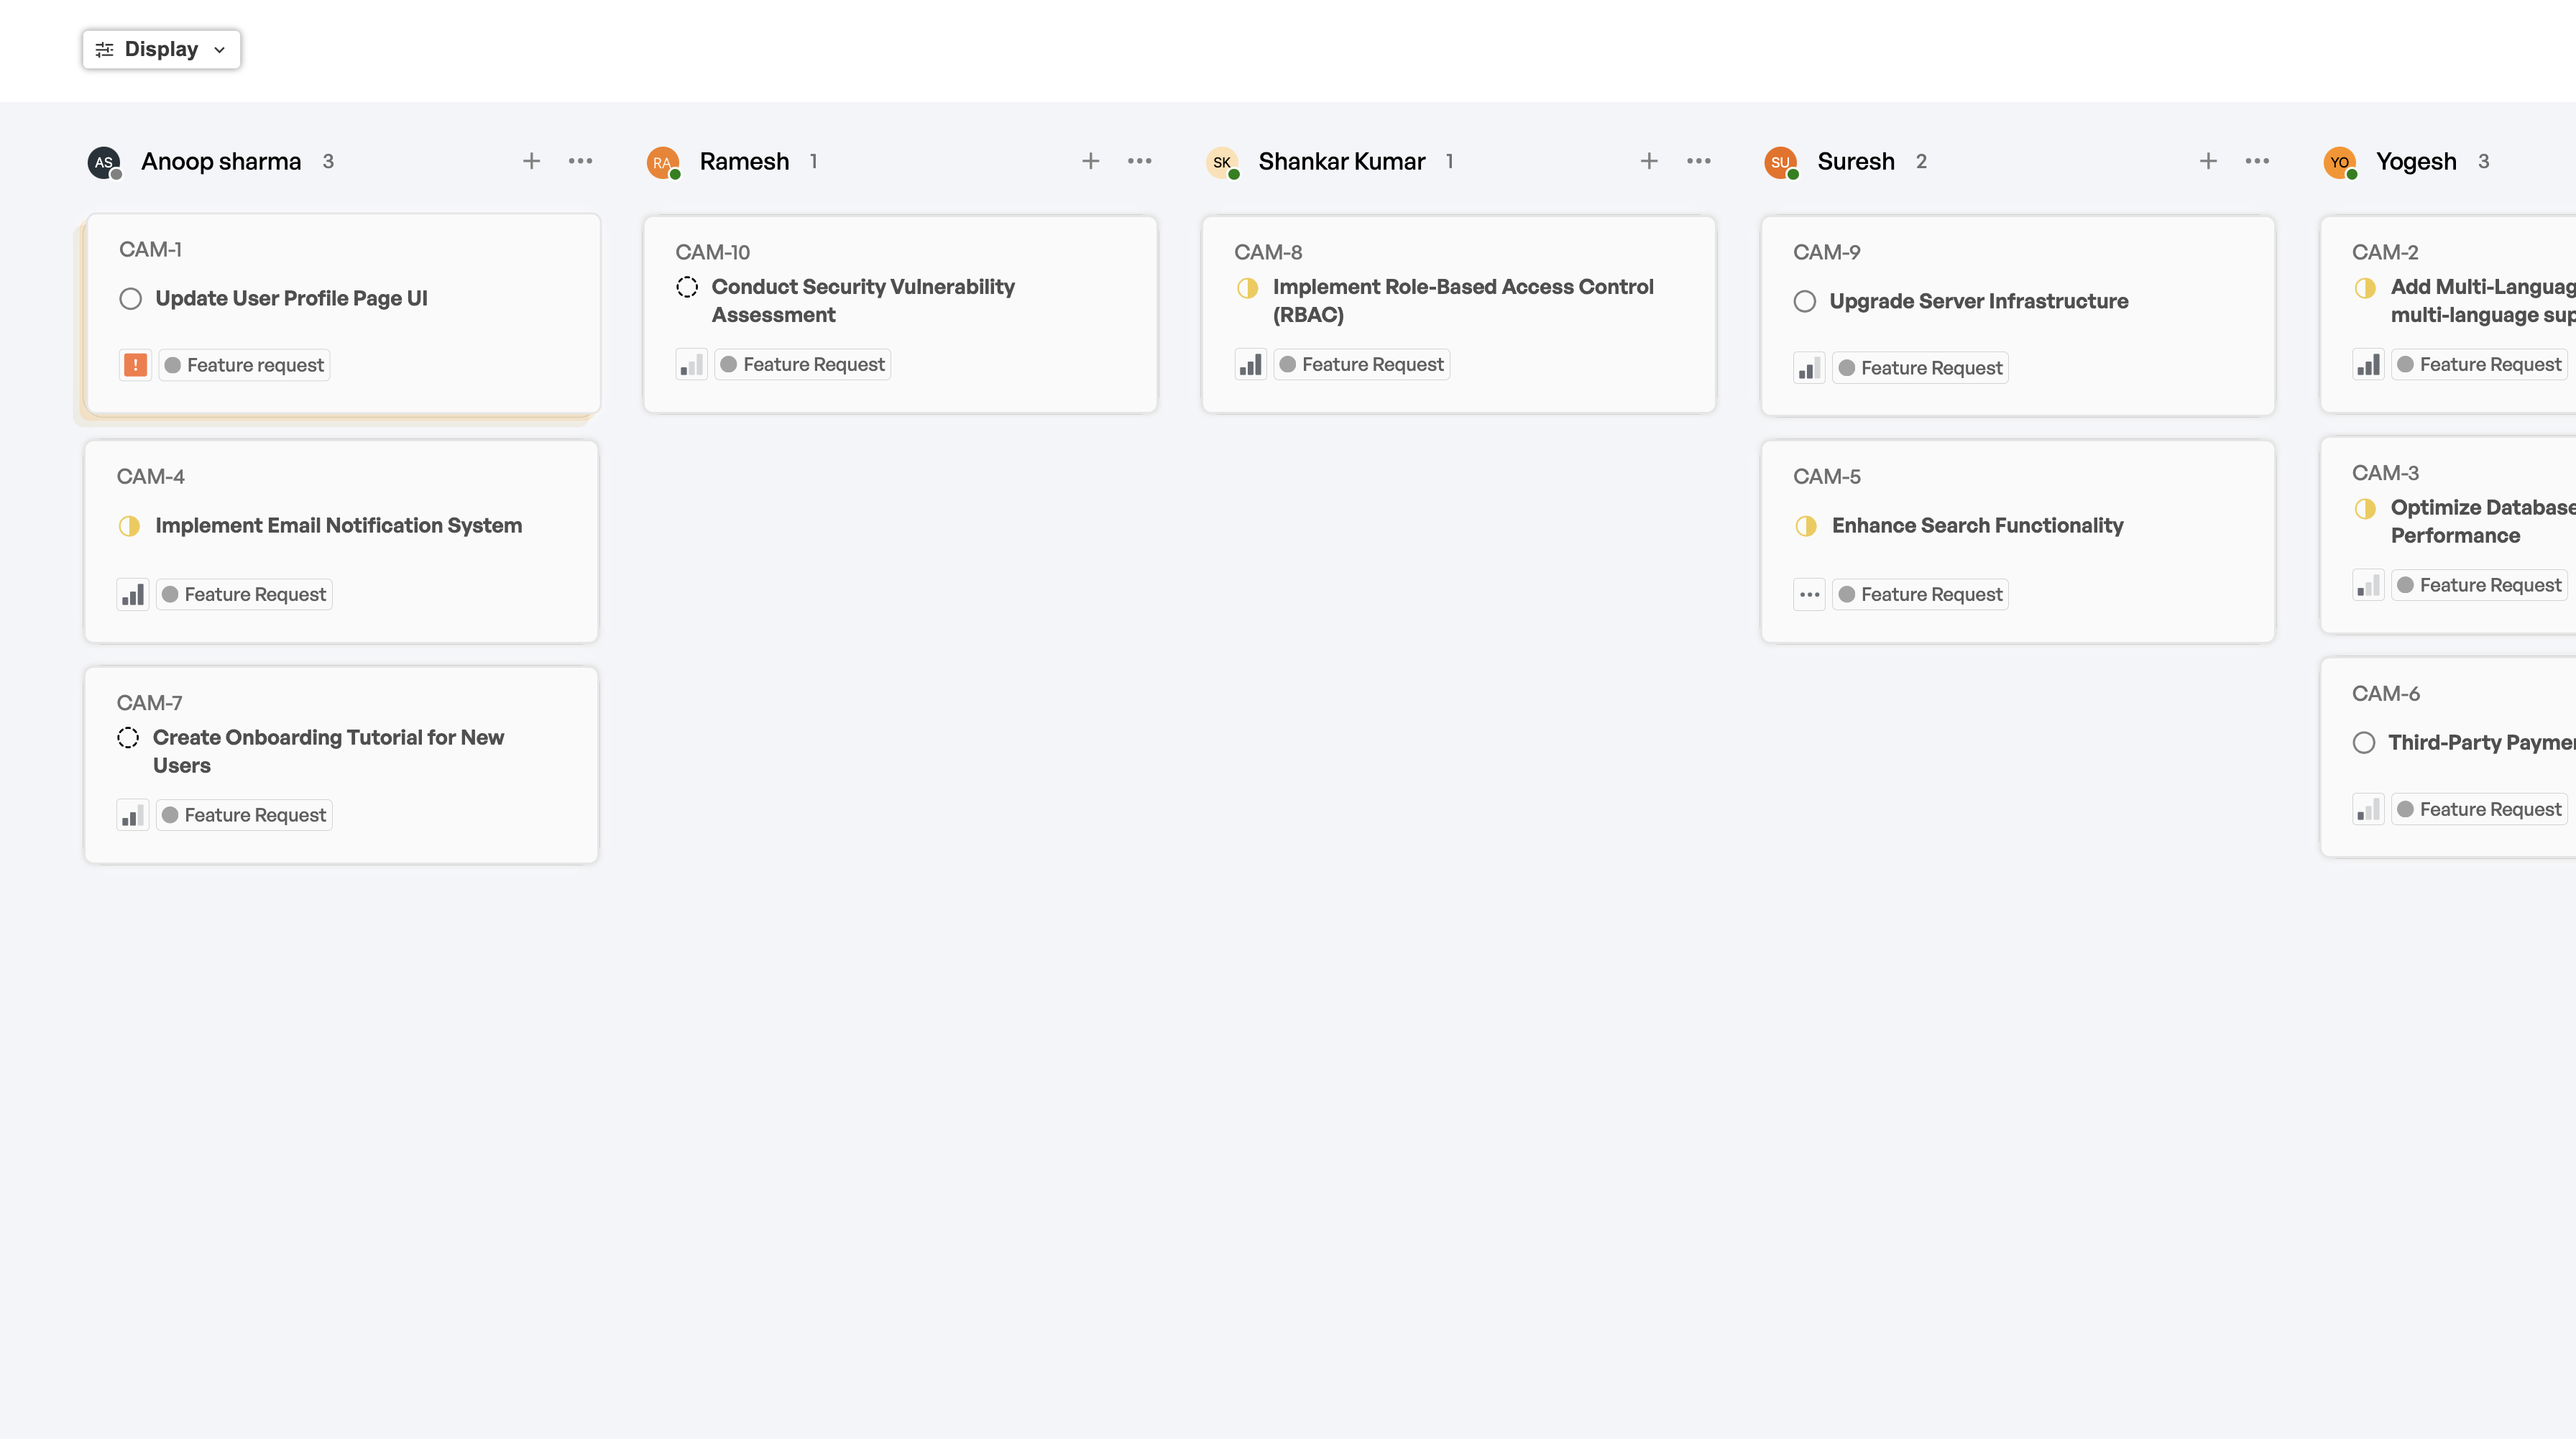 Display
AS Anoop sharma 3
CAM-1
Update User Profile Page UI
! Feature request
CAM-4
Implement Email Notification System
Feature Request
CAM-7
Create Onboarding Tutorial for New
Users
Feature Request
RA Ramesh 1
CAM-10
Conduct Security Vulnerability
Assessment
Feature Request
SK Shankar Kumar 1
CAM-8
Implement Role-Based Access Control
(RBAC)
Feature Request
SU Suresh 2
CAM-9
Upgrade Server Infrastructure
Feature Request
CAM-5
Enhance Search Functionality
Feature Request
YO Yogesh 3
CAM-2
Add Multi-Languag
multi-language sup
Feature Request
CAM-3
Optimize Database
Performance
Feature Request
CAM-6
Third-Party Paymen
Feature Request